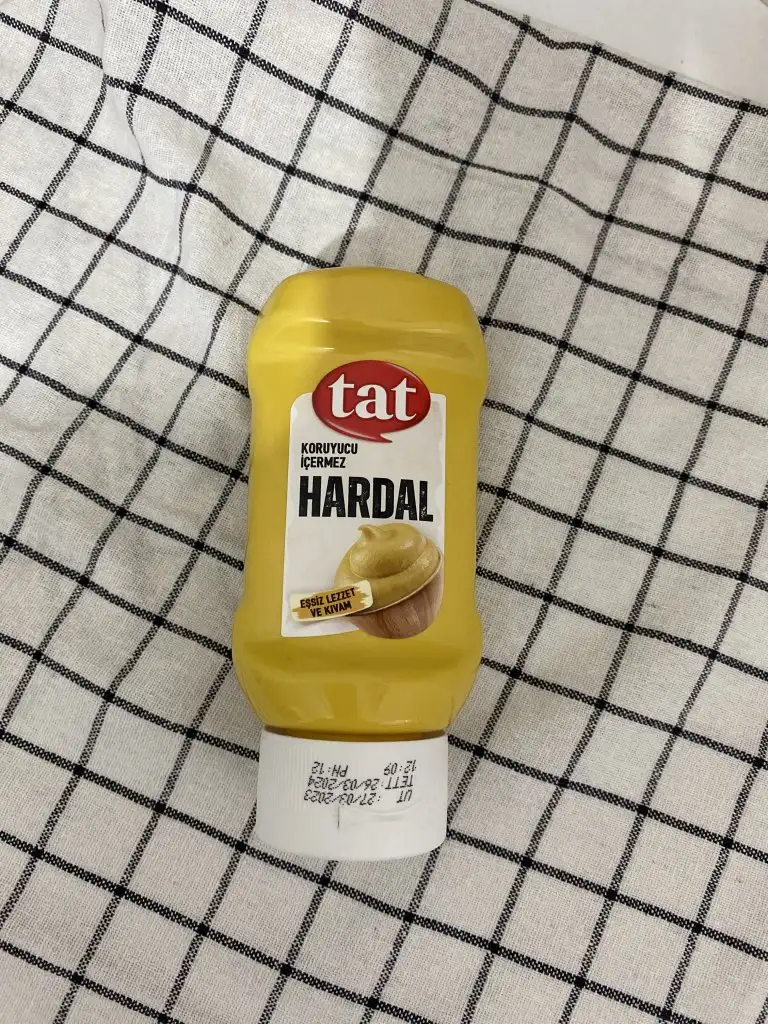 tat
KORUYUCU
İÇERMEZ
HARDAL
EŞSİZ LEZZET
VE KIVAM
UT :27/03/2023
TETT :26/03/2024
12:09 PH:12